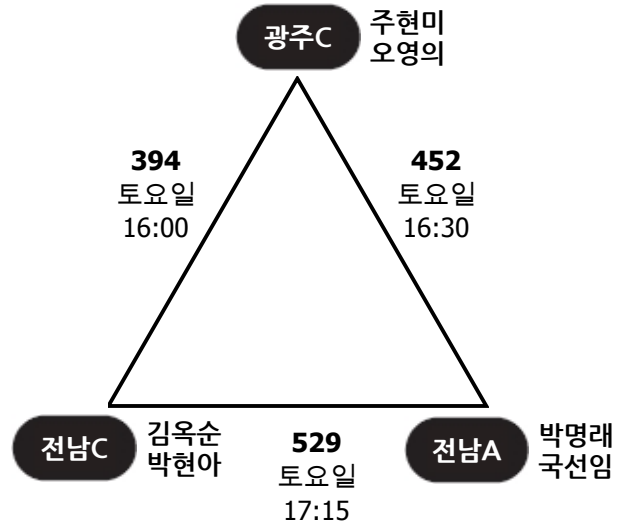 광주C
주현미
오영의
394
토요일
16:00
452
토요일
16:30
전남C
김옥순
박현아
529
토요일
17:15
전남A
박명래
국선임